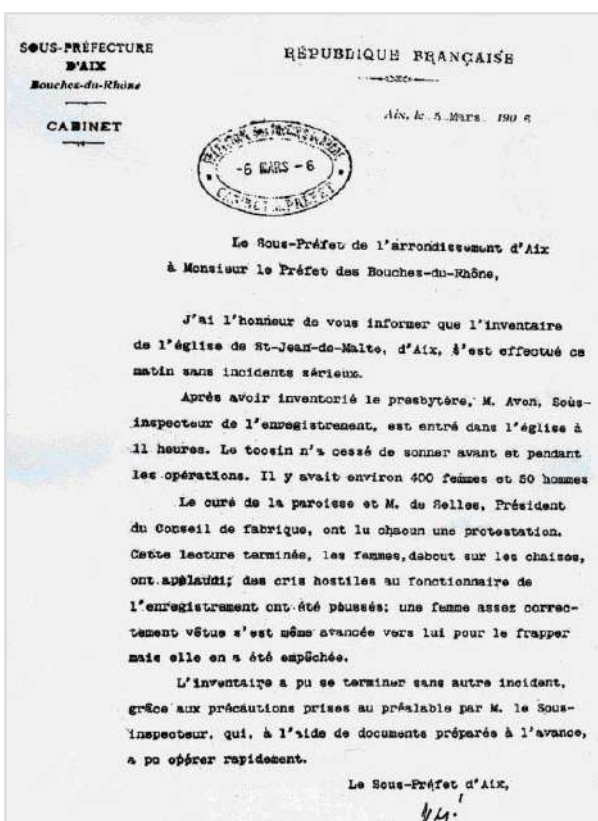 SOUS-PRÉFECTURE
D'AIX
Bouches-du-Rhône
CABINET
RÉPUBLIQUE FRANÇAISE
Aix, le 5 Mars 1906
-6 MARS -6
CABINET du PRÉFET
Le Sous-Préfet de l'arrondissement d'Aix
à Monsieur le Préfet des Bouches-du-Rhône,
J'ai l'honneur de vous informer que l'inventaire
de l'église de St-Jean-de-Malte, d'Aix, s'est effectué ce
matin sans incidents sérieux.
Après avoir inventorié le presbytère, M. Avon, Sous-
inspecteur de l'enregistrement, est entré dans l'église à
11 heures. Le tocsin n'a cessé de sonner avant et pendant
les opérations. Il y avait environ 400 femmes et 50 hommes
Le curé de la paroisse et M. de Selles, Président
du Conseil de fabrique, ont lu chacun une protestation.
Cette lecture terminée, les femmes, debout sur les chaises,
ont applaudi; des cris hostiles au fonctionnaire de
l'enregistrement ont été poussés; une femme assez correc-
tement vêtue s'est même avancée vers lui pour le frapper
mais elle en a été empêchée.
L'inventaire a pu se terminer sans autre incident,
grâce aux précautions prises au préalable par M. le Sous-
inspecteur, qui, à l'aide de documents préparés à l'avance,
a pu opérer rapidement.
Le Sous-Préfet d'Aix,